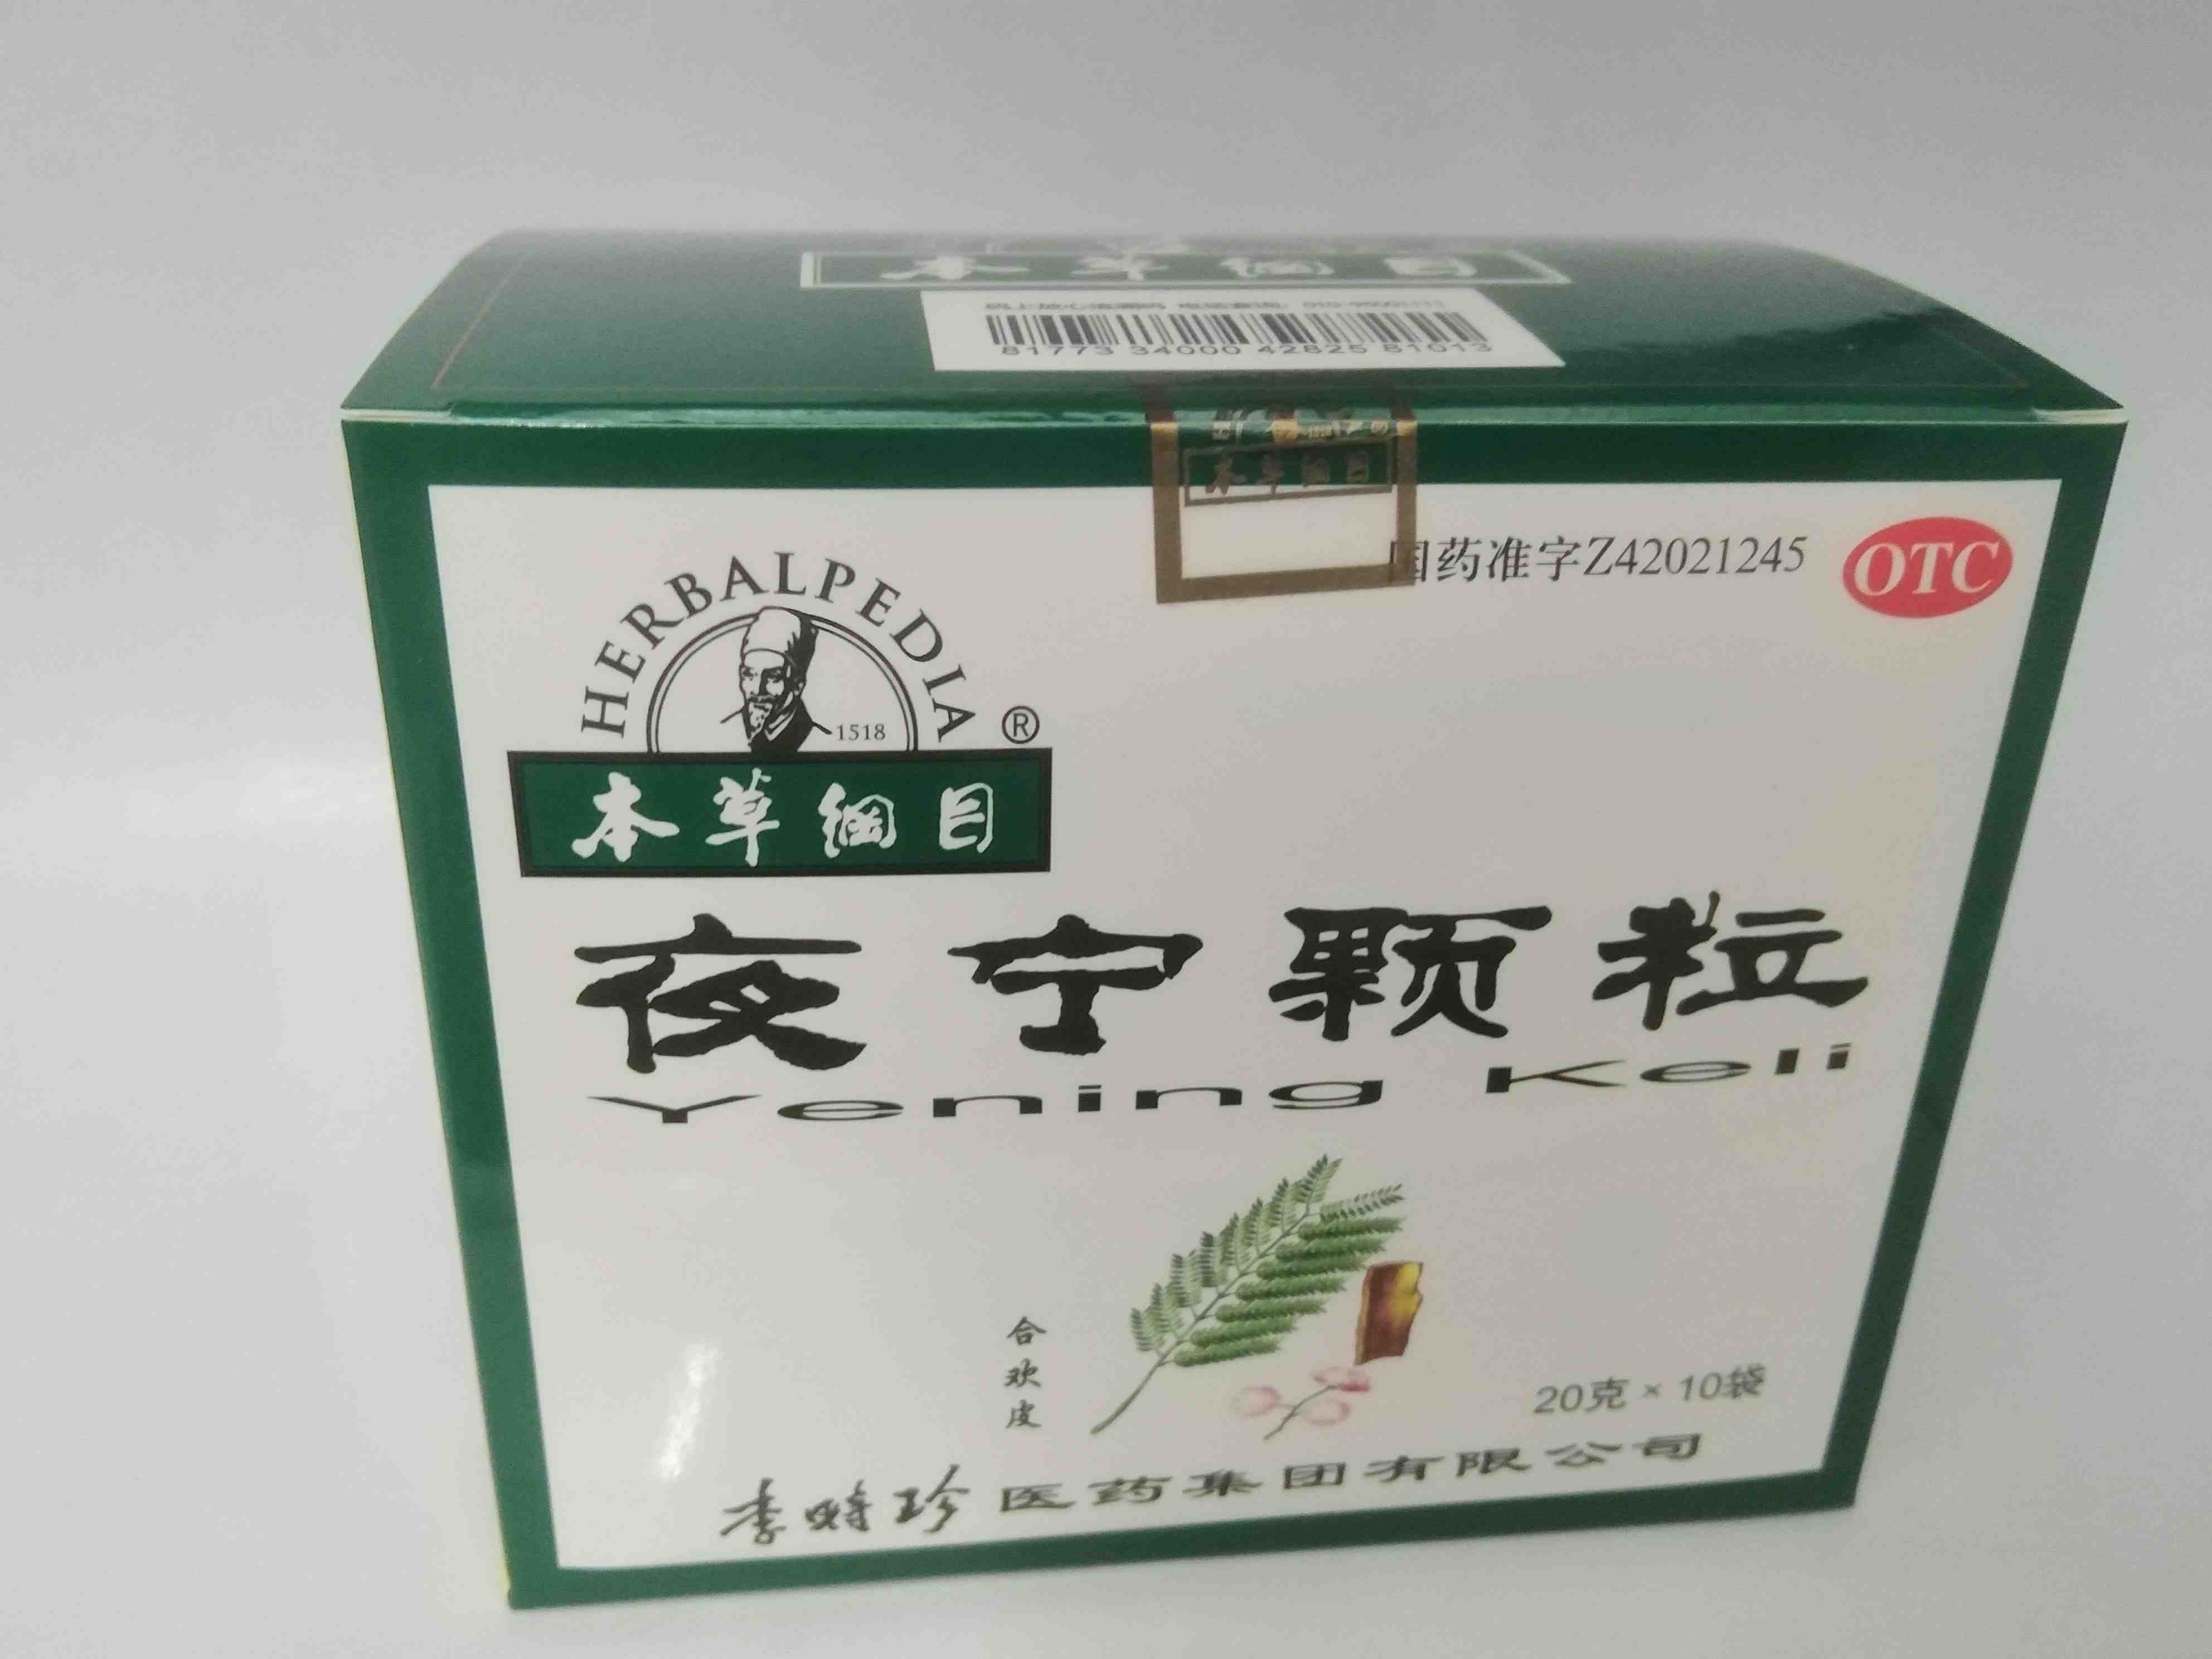 本草纲目
81773 34000 42825 81013
本草纲目
国药准字Z42021245
OTC
HERBALPEDIA
1518
®
本草纲目
夜宁颗粒
Yening Keli
合欢皮
20克×10袋
李时珍医药集团有限公司